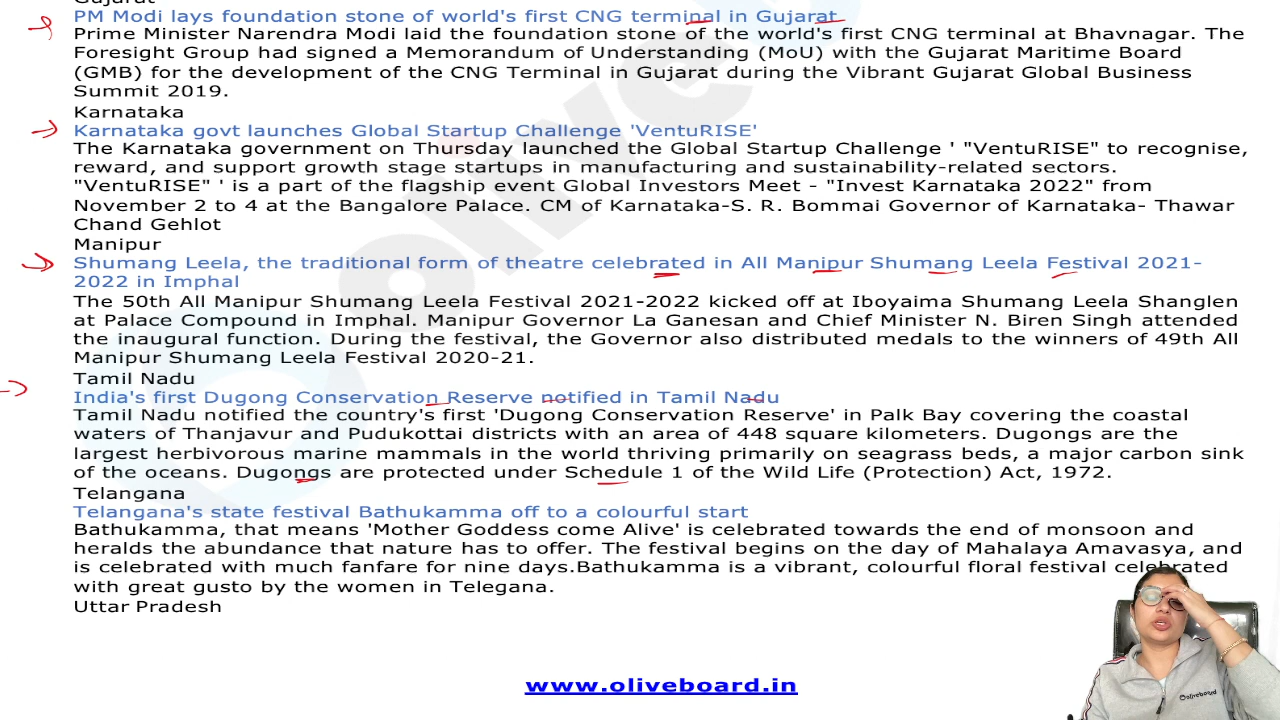 Gujarat
PM Modi lays foundation stone of world's first CNG terminal in Gujarat
Prime Minister Narendra Modi laid the foundation stone of the world's first CNG terminal at Bhavnagar. The
Foresight Group had signed a Memorandum of Understanding (MoU) with the Gujarat Maritime Board
(GMB) for the development of the CNG Terminal in Gujarat during the Vibrant Gujarat Global Business
Summit 2019.
Karnataka
Karnataka govt launches Global Startup Challenge 'VentuRISE'
The Karnataka government on Thursday launched the Global Startup Challenge ' "VentuRISE" to recognise,
reward, and support growth stage startups in manufacturing and sustainability-related sectors.
"VentuRISE" ' is a part of the flagship event Global Investors Meet - "Invest Karnataka 2022" from
November 2 to 4 at the Bangalore Palace. CM of Karnataka-S. R. Bommai Governor of Karnataka- Thawar
Chand Gehlot
Manipur
Shumang Leela, the traditional form of theatre celebrated in All Manipur Shumang Leela Festival 2021-
2022 in Imphal
The 50th All Manipur Shumang Leela Festival 2021-2022 kicked off at Iboyaima Shumang Leela Shanglen
at Palace Compound in Imphal. Manipur Governor La Ganesan and Chief Minister N. Biren Singh attended
the inaugural function. During the festival, the Governor also distributed medals to the winners of 49th All
Manipur Shumang Leela Festival 2020-21.
Tamil Nadu
India's first Dugong Conservation Reserve notified in Tamil Nadu
Tamil Nadu notified the country's first 'Dugong Conservation Reserve' in Palk Bay covering the coastal
waters of Thanjavur and Pudukottai districts with an area of 448 square kilometers. Dugongs are the
largest herbivorous marine mammals in the world thriving primarily on seagrass beds, a major carbon sink
of the oceans. Dugongs are protected under Schedule 1 of the Wild Life (Protection) Act, 1972.
Telangana
Telangana's state festival Bathukamma off to a colourful start
Bathukamma, that means 'Mother Goddess come Alive' is celebrated towards the end of monsoon and
heralds the abundance that nature has to offer. The festival begins on the day of Mahalaya Amavasya, and
is celebrated with much fanfare for nine days.Bathukamma is a vibrant, colourful floral festival celebrated
with great gusto by the women in Telegana.
Uttar Pradesh
www.oliveboard.in
oliveboard